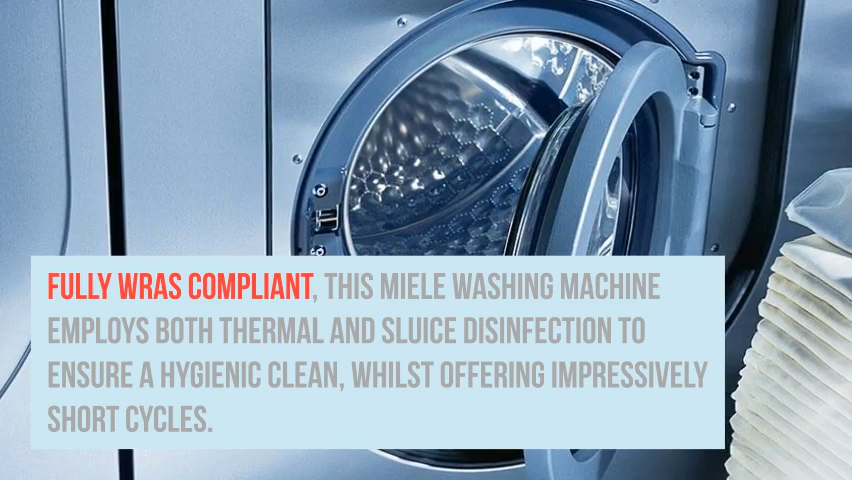 FULLY WRAS COMPLIANT, THIS MIELE WASHING MACHINE
EMPLOYS BOTH THERMAL AND SLUICE DISINFECTION TO
ENSURE A HYGIENIC CLEAN, WHILST OFFERING IMPRESSIVELY
SHORT CYCLES.